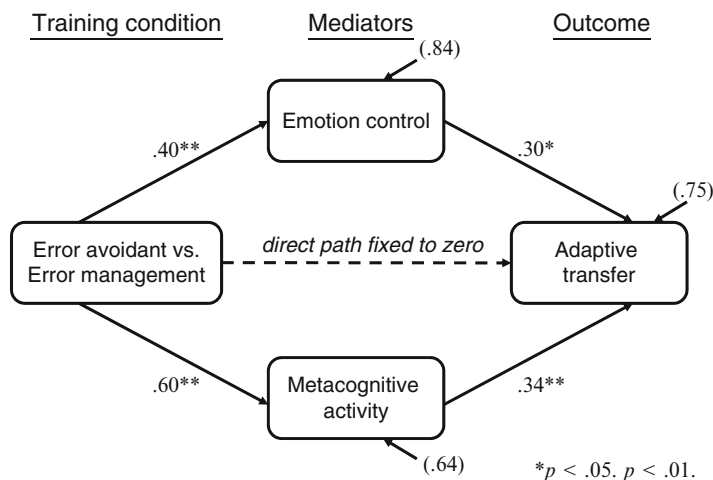 Training condition
Mediators
Outcome
(.84)
Emotion control
.40**
.30*
(.75)
Error avoidant vs.
Error management
direct path fixed to zero
Adaptive
transfer
.60**
Metacognitive
activity
.34**
(.64)
*p < .05. p < .01.